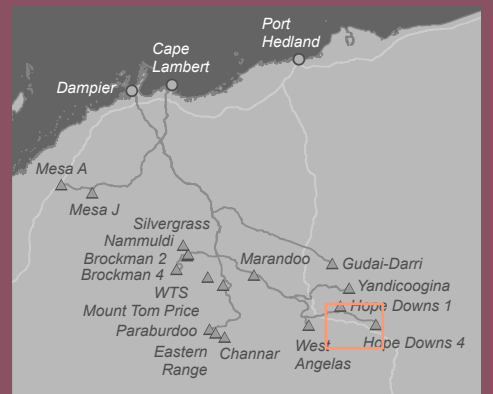 Port
Hedland
Cape
Lambert
Dampier
Mesa A
Mesa J
Silvergrass
Nammuldi
Brockman 2
Brockman 4
Marandoo
Gudai-Darri
Yandicoogina
WTS
Hope Downs 1
Mount Tom Price
Paraburdoo
Eastern
Range
Channar
West
Angelas
Hope Downs 4